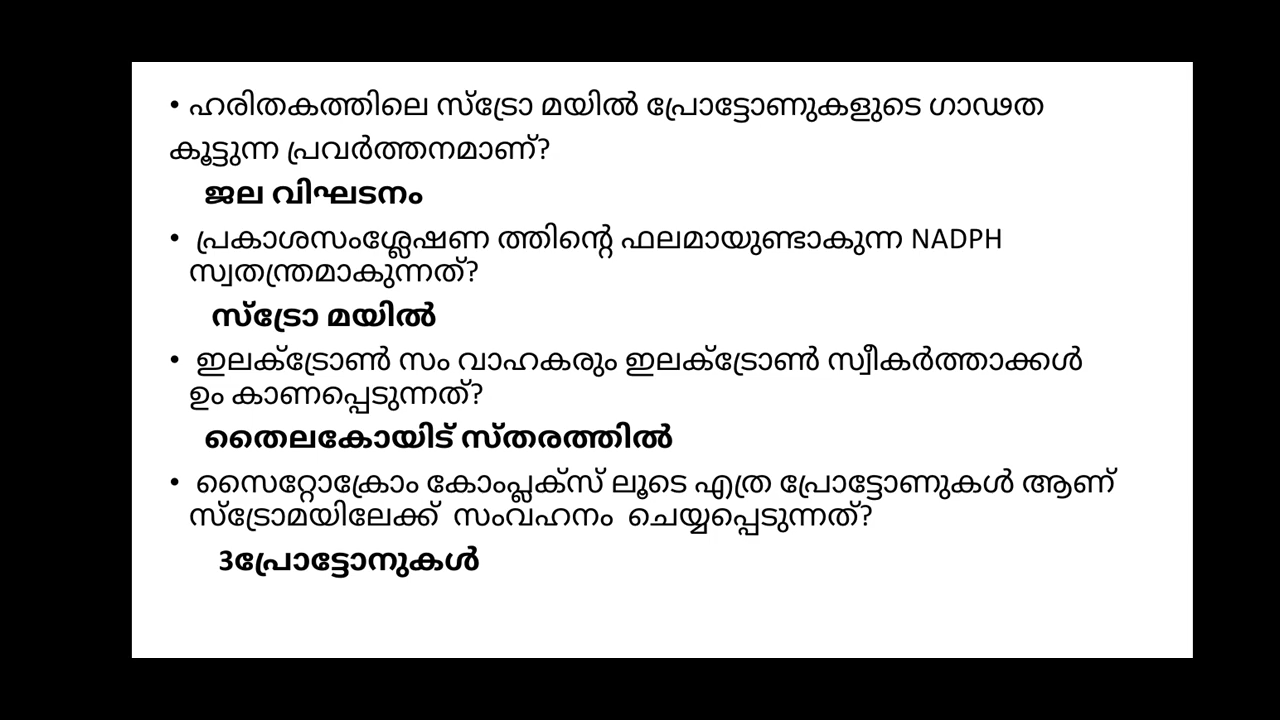 • ഹരിതകത്തിലെ സ്ട്രോ മയിൽ പ്രോട്ടോണുകളുടെ ഗാഢത
കൂട്ടുന്ന പ്രവർത്തനമാണ്?
ജല വിഘടനം
• പ്രകാശസംശ്ലേഷണ ത്തിന്റെ ഫലമായുണ്ടാകുന്ന NADPH
സ്വതന്ത്രമാകുന്നത്?
സ്ട്രോ മയിൽ
• ഇലക്ട്രോൺ സം വാഹകരും ഇലക്ട്രോൺ സ്വീകർത്താക്കൾ
ഉം കാണപ്പെടുന്നത്?
തൈലകോയിട് സ്തരത്തിൽ
• സൈറ്റോക്രോം കോംപ്ലക്സ് ലൂടെ എത്ര പ്രോട്ടോണുകൾ ആണ്
സ്ട്രോമയിലേക്ക് സംവഹനം ചെയ്യപ്പെടുന്നത്?
3പ്രോട്ടോനുകൾ